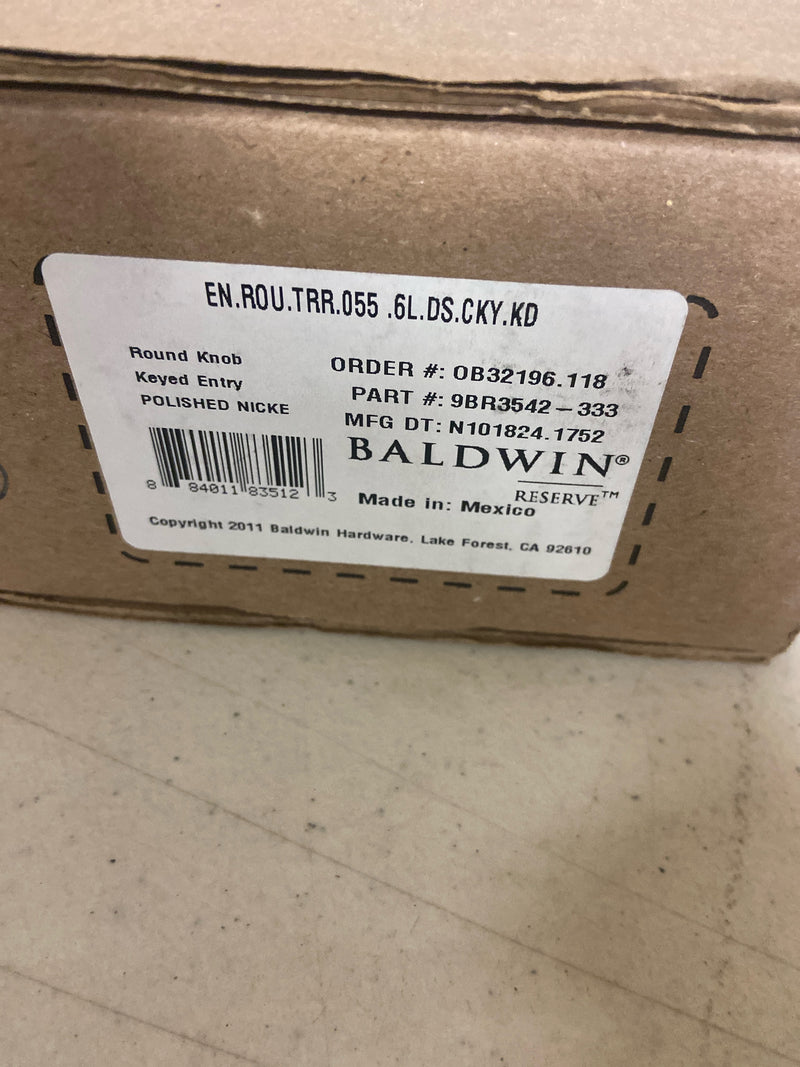 EN.ROU.TRR.055 .6L.DS.CKY.KD
Round Knob
Keyed Entry
POLISHED NICKE
ORDER #: OB32196.118
PART #: 9BR3542-333
MFG DT: N101824.1752
BALDWIN®
RESERVE™
8 84011 83512 3
Made in: Mexico
Copyright 2011 Baldwin Hardware. Lake Forest. CA 92610